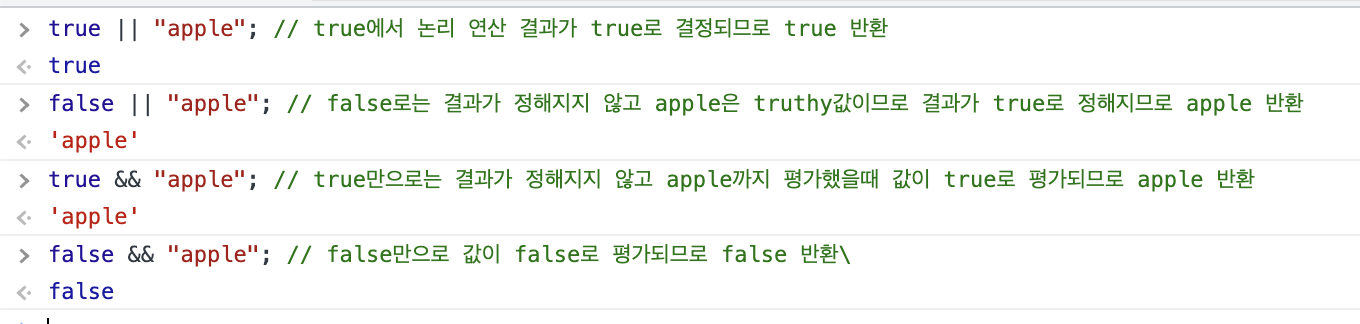 true || "apple"; // true에서 논리 연산 결과가 true로 결정되므로 true 반환
true
false || "apple"; // false로는 결과가 정해지지 않고 apple은 truthy값이므로 결과가 true로 정해지므로 apple 반환
'apple'
true && "apple"; // true만으로는 결과가 정해지지 않고 apple까지 평가했을때 값이 true로 평가되므로 apple 반환
'apple'
false && "apple"; // false만으로 값이 false로 평가되므로 false 반환\
false